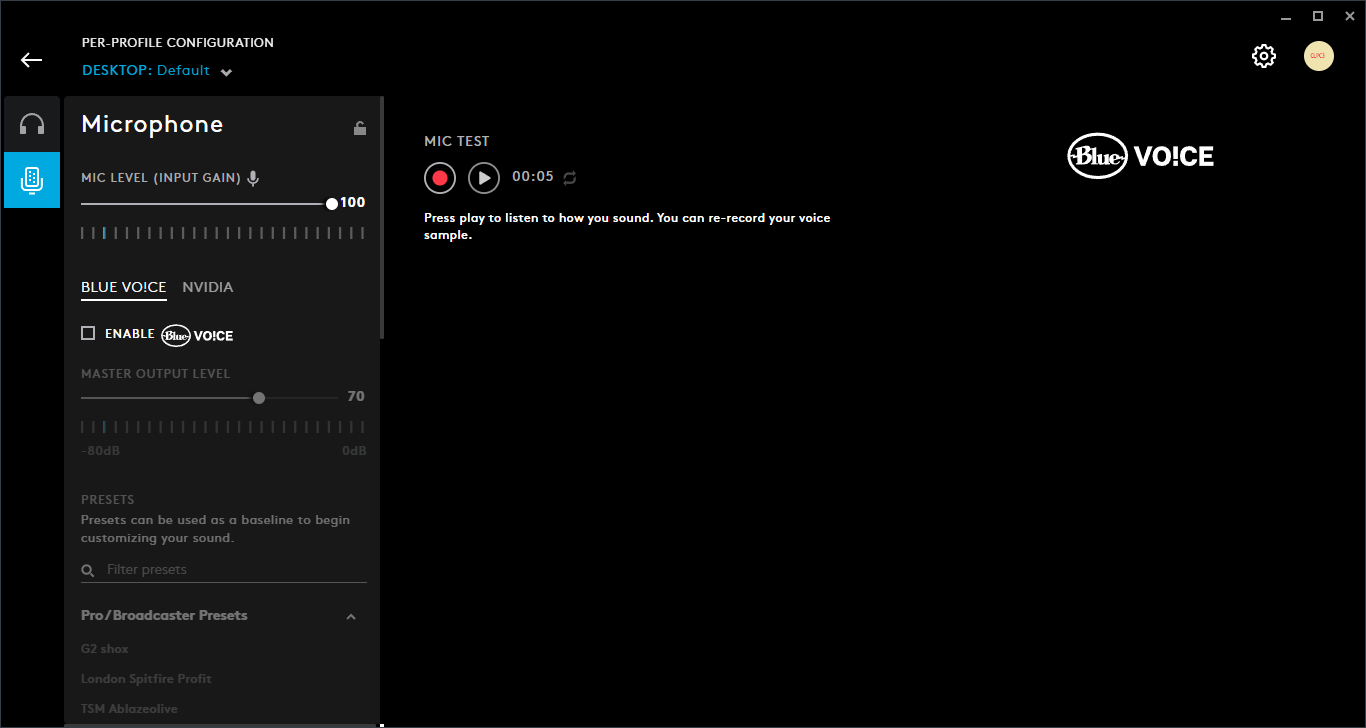 PER-PROFILE CONFIGURATION
DESKTOP: Default
Microphone
MIC LEVEL (INPUT GAIN)
100
BLUE VO!CE NVIDIA
ENABLE Blue VO!CE
MASTER OUTPUT LEVEL
70
-80dB 0dB
PRESETS
Presets can be used as a baseline to begin
customizing your sound.
Filter presets
Pro/Broadcaster Presets
G2 shox
London Spitfire Profit
TSM Ablazeolive
MIC TEST
00:05
Press play to listen to how you sound. You can re-record your voice
sample.
Blue VO!CE